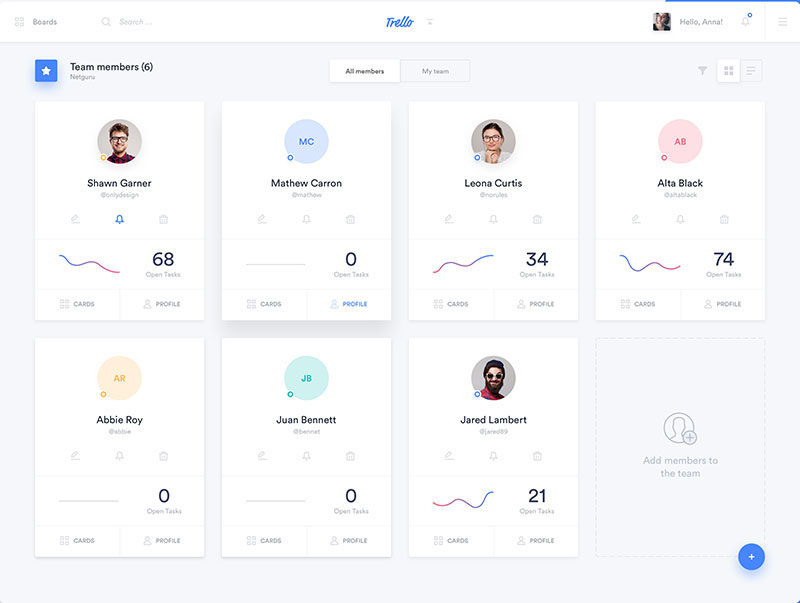 Boards
Search ...
Trello
Hello, Anna!
Team members (6)
Netguru
All members
My team
Shawn Garner
@onlydesign
68
Open Tasks
CARDS
PROFILE
MC
Mathew Carron
@mathew
0
Open Tasks
CARDS
PROFILE
Leona Curtis
@norules
34
Open Tasks
CARDS
PROFILE
AB
Alta Black
@altablack
74
Open Tasks
CARDS
PROFILE
AR
Abbie Roy
@abbie
0
Open Tasks
CARDS
PROFILE
JB
Juan Bennett
@bennet
0
Open Tasks
CARDS
PROFILE
Jared Lambert
@jared89
21
Open Tasks
CARDS
PROFILE
Add members to
the team